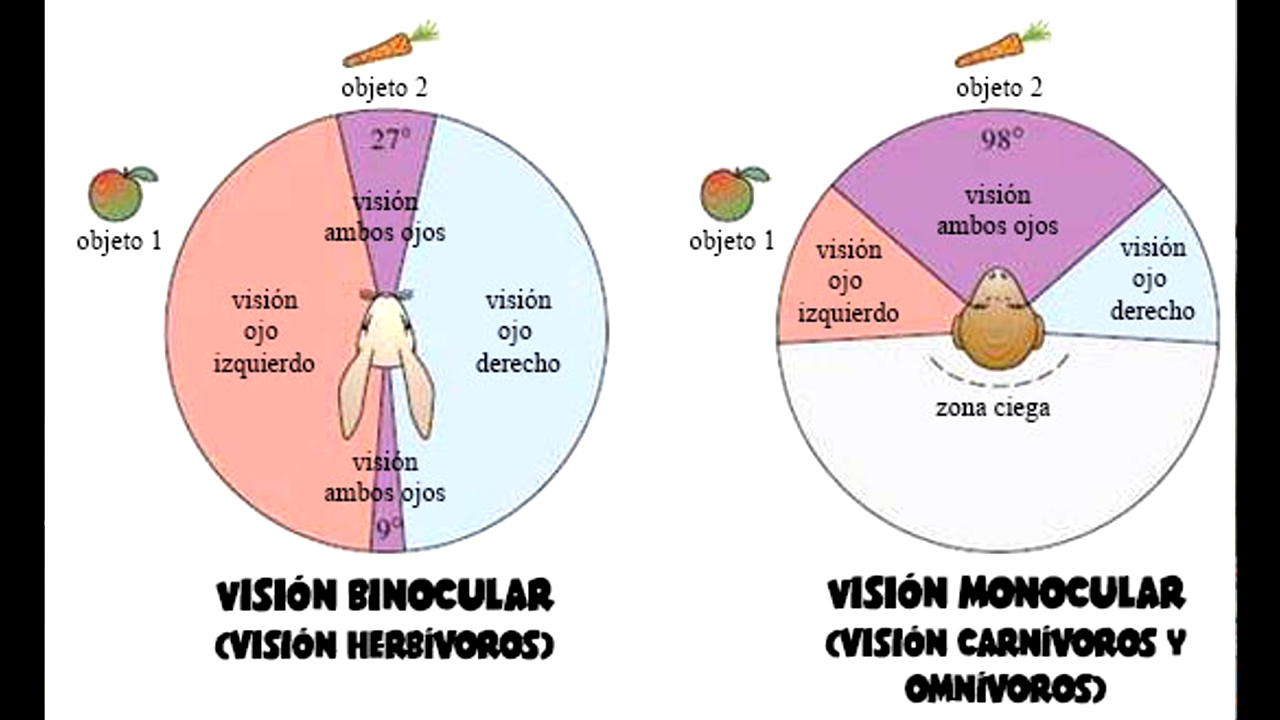 objeto 2
27°
visión
ambos ojos
objeto 1
visión
ojo
izquierdo
visión
ojo
derecho
visión
ambos ojos
9°
VISIÓN BINOCULAR
(VISIÓN HERBÍVOROS)
objeto 2
98°
visión
ambos ojos
objeto 1
visión
ojo
izquierdo
visión
ojo
derecho
zona ciega
VISIÓN MONOCULAR
(VISIÓN CARNÍVOROS Y
OMNÍVOROS)